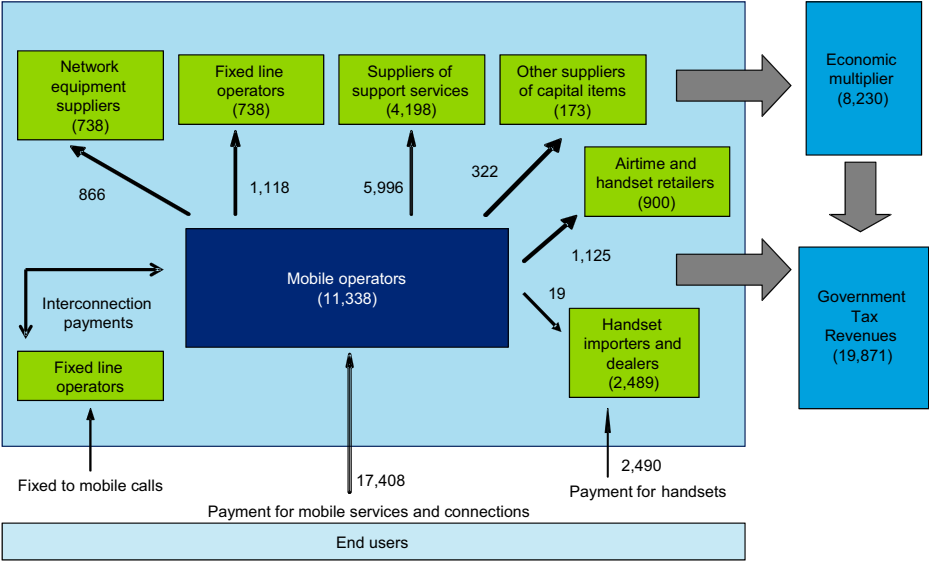 Network
equipment
suppliers
(738)
Fixed line
operators
(738)
Suppliers of
support services
(4,198)
Other suppliers
of capital items
(173)
Economic
multiplier
(8,230)
Airtime and
handset retailers
(900)
866
1,118
5,996
322
1,125
Mobile operators
(11,338)
19
Interconnection
payments
Government
Tax
Revenues
(19,871)
Handset
importers and
dealers
(2,489)
Fixed line
operators
Fixed to mobile calls
17,408
Payment for mobile services and connections
2,490
Payment for handsets
End users